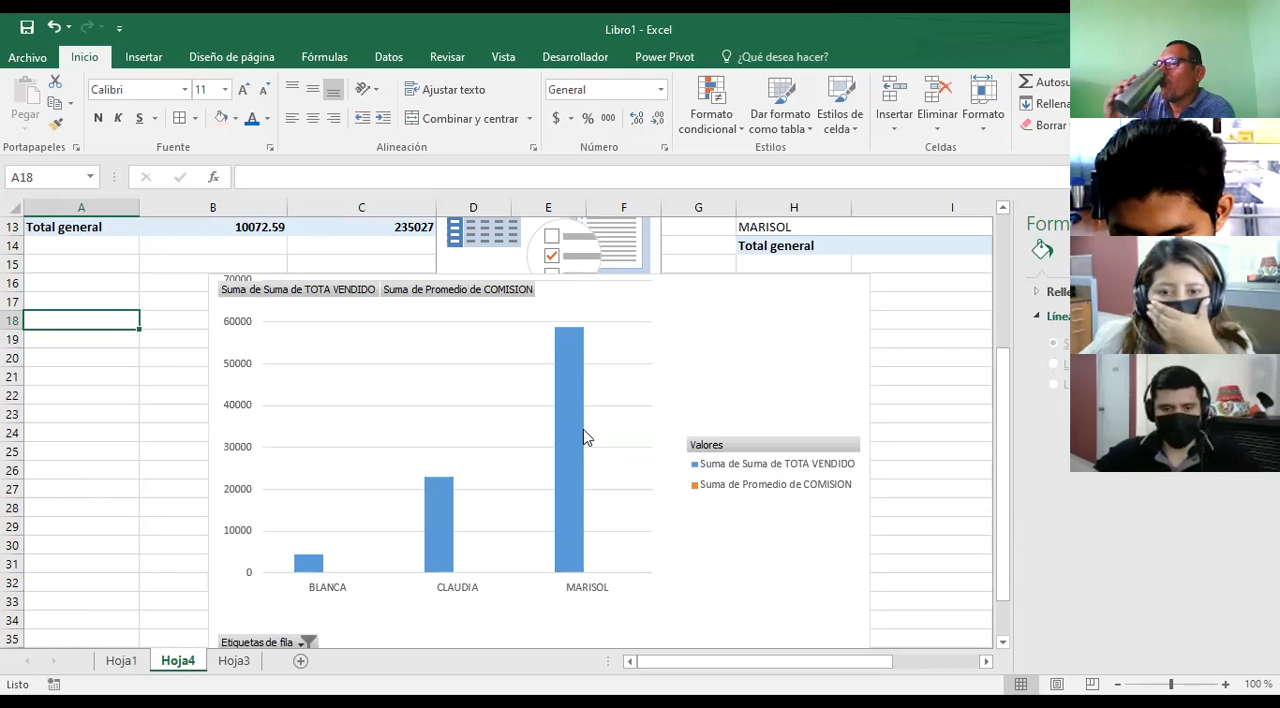 Libro1 - Excel
Archivo Inicio Insertar Diseño de página Fórmulas Datos Revisar Vista Desarrollador Power Pivot ¿Qué desea hacer?
Pegar
Calibri 11
N K S
Ajustar texto
Combinar y centrar
General
$ % 000
Formato condicional
Dar formato como tabla
Estilos de celda
Insertar Eliminar Formato
Autosu
Rellena
Borrar
Portapapeles Fuente Alineación Número Estilos Celdas
A18 fx
A B C D E F G H I
13 Total general 10072.59 235027 MARISOL
14 Total general
15
16
17
18
19
20
21
22
23
24
25
26
27
28
29
30
31
32
33
34
35
70000
Suma de Suma de TOTA VENDIDO Suma de Promedio de COMISION
60000
50000
40000
30000
20000
10000
0
BLANCA CLAUDIA MARISOL
Valores
Suma de Suma de TOTA VENDIDO
Suma de Promedio de COMISION
Etiquetas de fila
Form
Relle
Líne
Hoja1 Hoja4 Hoja3
Listo 100 %